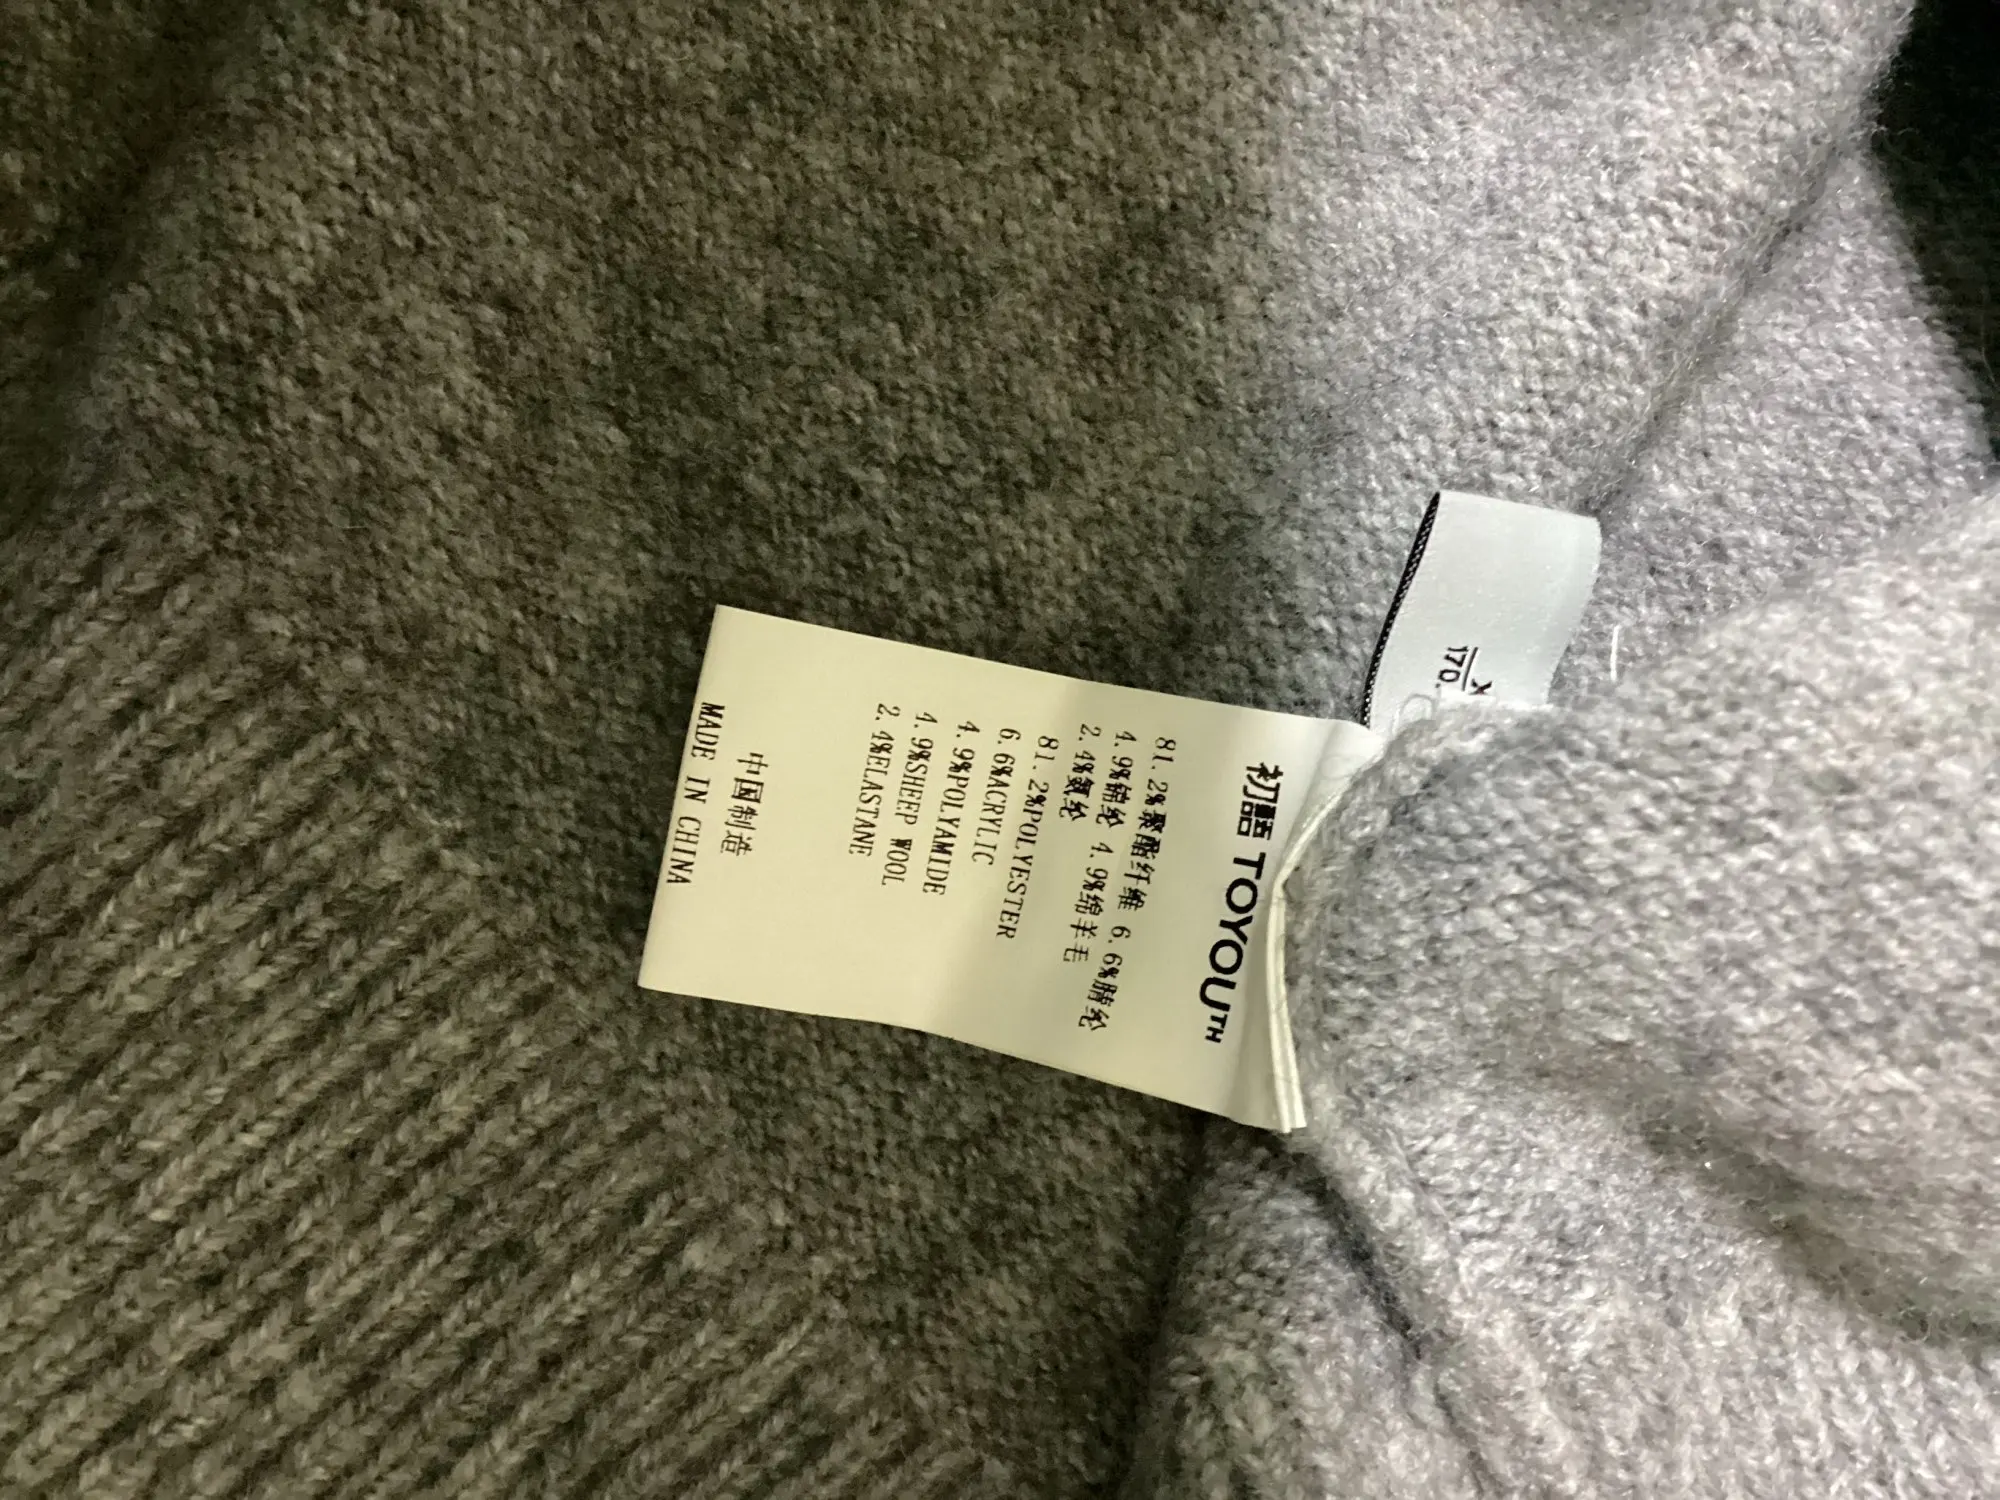 170.
初語 TOYOUTH
81.2%聚酯纤维 6.6%腈纶
4.9%锦纶 4.9%绵羊毛
2.4%氨纶
81.2%POLYESTER
6.6%ACRYLIC
4.9%POLYAMIDE
4.9%SHEEP WOOL
2.4%ELASTANE
中国制造
MADE IN CHINA